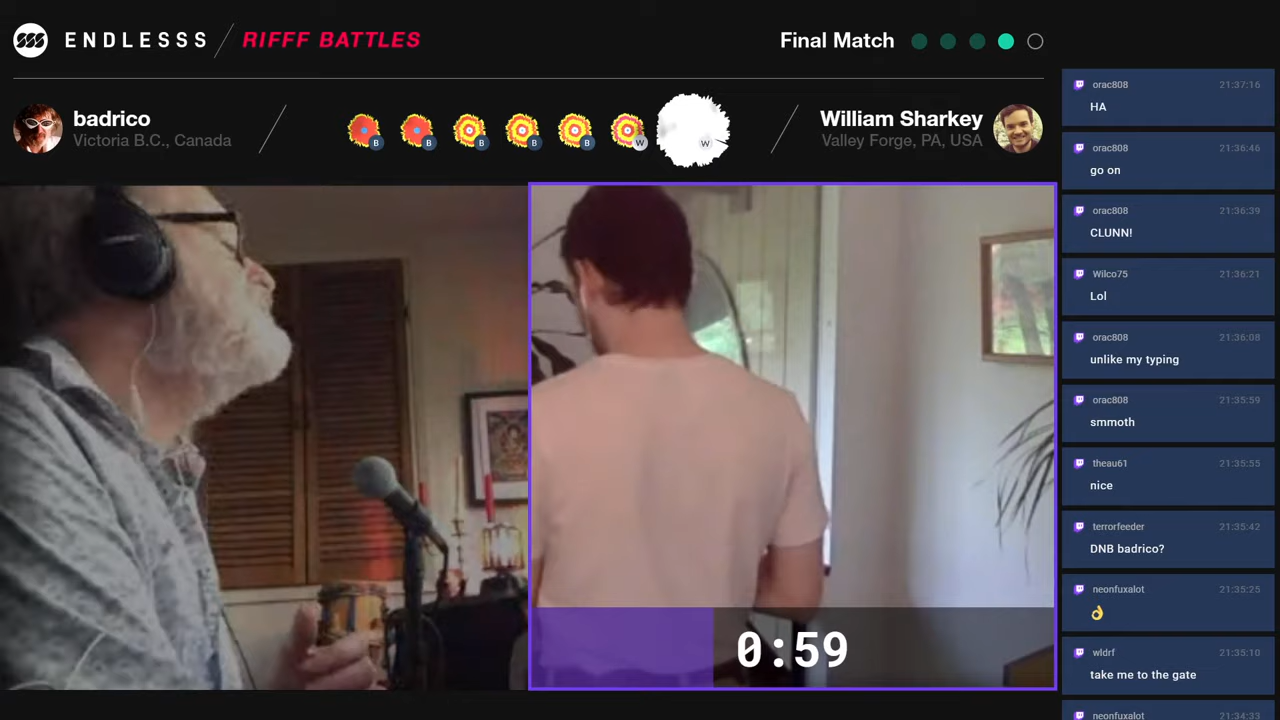 ENDLESSS / RIFFF BATTLES
Final Match
badrico
Victoria B.C., Canada
B B B B B W W
William Sharkey
Valley Forge, PA, USA
0:59
orac808 21:37:16
HA
orac808 21:36:46
go on
orac808 21:36:39
CLUNN!
Wilco75 21:36:21
Lol
orac808 21:36:08
unlike my typing
orac808 21:35:59
smmoth
theau61 21:35:55
nice
terrorfeeder 21:35:42
DNB badrico?
neonfuxalot 21:35:25
👌
wldrf 21:35:10
take me to the gate
neonfuxalot 21:34:33